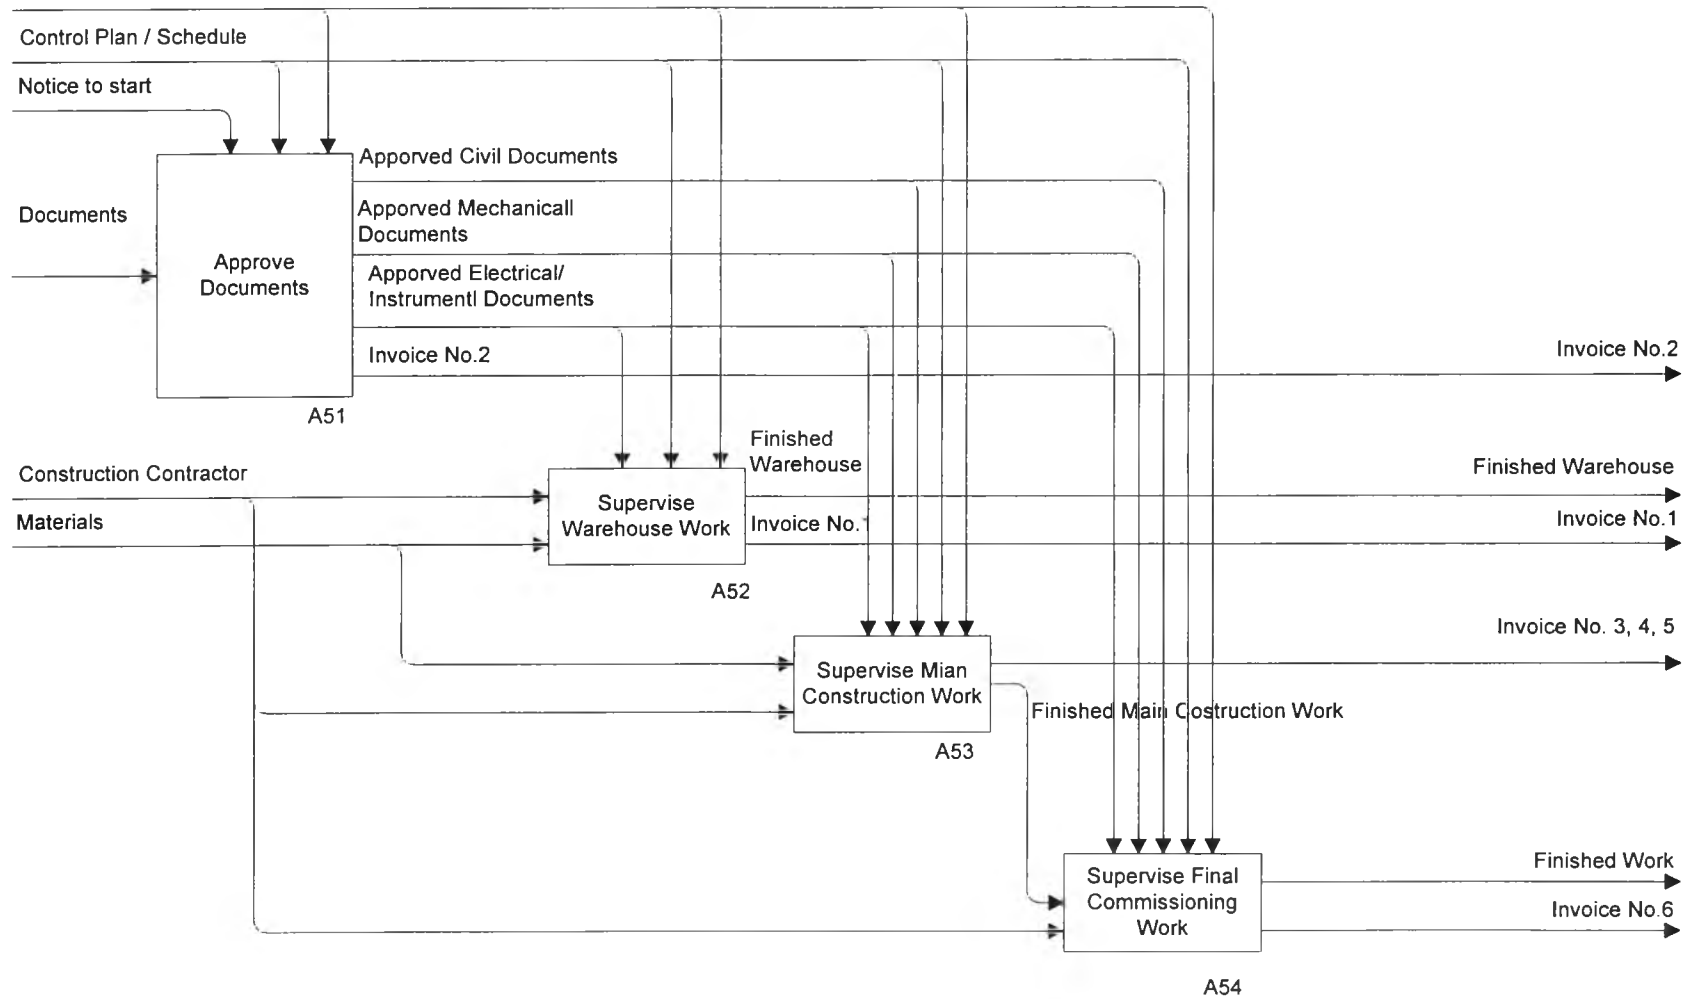 Control Plan / Schedule
Notice to start
Apporved Civil Documents
Documents
Apporved Mechanicall
Documents
Approve
Documents
Apporved Electrical/
Instrumentl Documents
Invoice No.2
Invoice No.2
A51
Finished
Warehouse
Construction Contractor
Finished Warehouse
Materials
Supervise
Warehouse Work
Invoice No.1
Invoice No.1
A52
Invoice No. 3, 4, 5
Supervise Mian
Construction Work
Finished Main Costruction Work
A53
Supervise Final
Commissioning
Work
Finished Work
Invoice No.6
A54